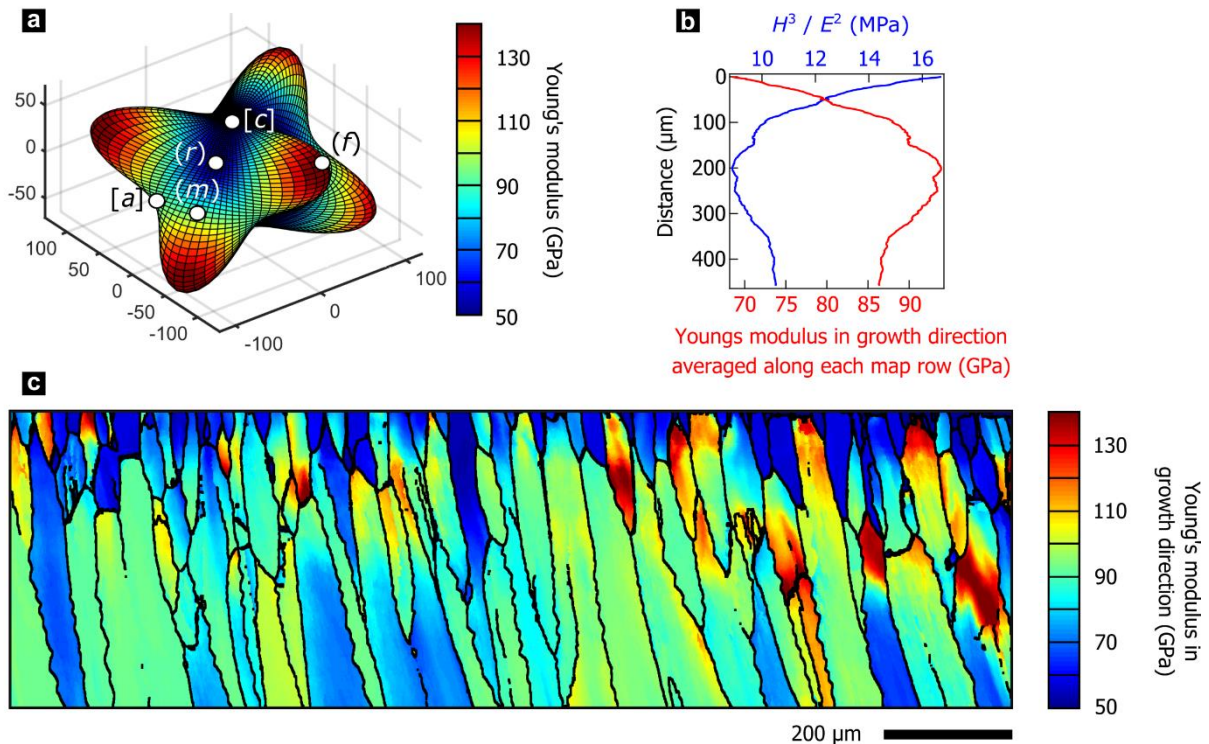 a
50
0
-50
100
50
0
-50
-100
-100
0
100
[c]
(r)
(f)
[a]
(m)
130
110
90
70
50
Young's modulus
(GPa)
b
H³ / E² (MPa)
10 12 14 16
0
100
200
300
400
Distance (µm)
70 75 80 85 90
Youngs modulus in growth direction
averaged along each map row (GPa)
c
130
110
90
70
50
Young's modulus in
growth direction (GPa)
200 µm